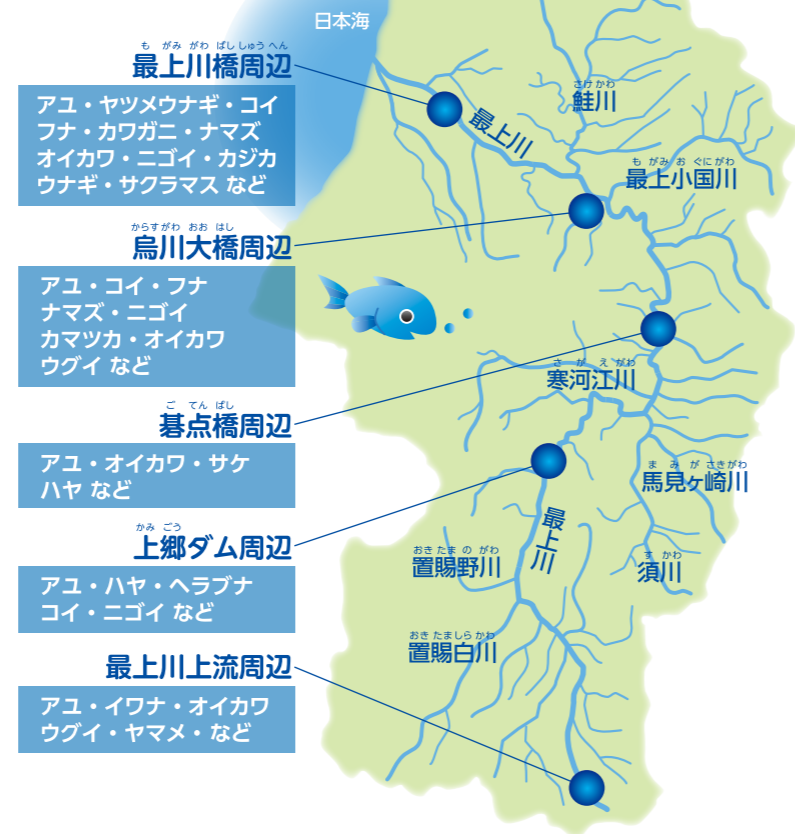 日本海
も がみ がわ ばし しゅう へん
最上川橋周辺
アユ・ヤツメウナギ・コイ
フナ・カワガニ・ナマズ
オイカワ・ニゴイ・カジカ
ウナギ・サクラマス など
からすがわ おお はし
烏川大橋周辺
アユ・コイ・フナ
ナマズ・ニゴイ
カマツカ・オイカワ
ウグイ など
ご てん ばし
碁点橋周辺
アユ・オイカワ・サケ
ハヤ など
かみ ごう
上郷ダム周辺
アユ・ハヤ・ヘラブナ
コイ・ニゴイ など
最上川上流周辺
アユ・イワナ・オイカワ
ウグイ・ヤマメ・など
最上川
さけ かわ
鮭川
も がみ お ぐに がわ
最上小国川
さ が え がわ
寒河江川
ま み が さきがわ
馬見ヶ崎川
最上川
おき たま の がわ
置賜野川
す かわ
須川
おき たましら かわ
置賜白川